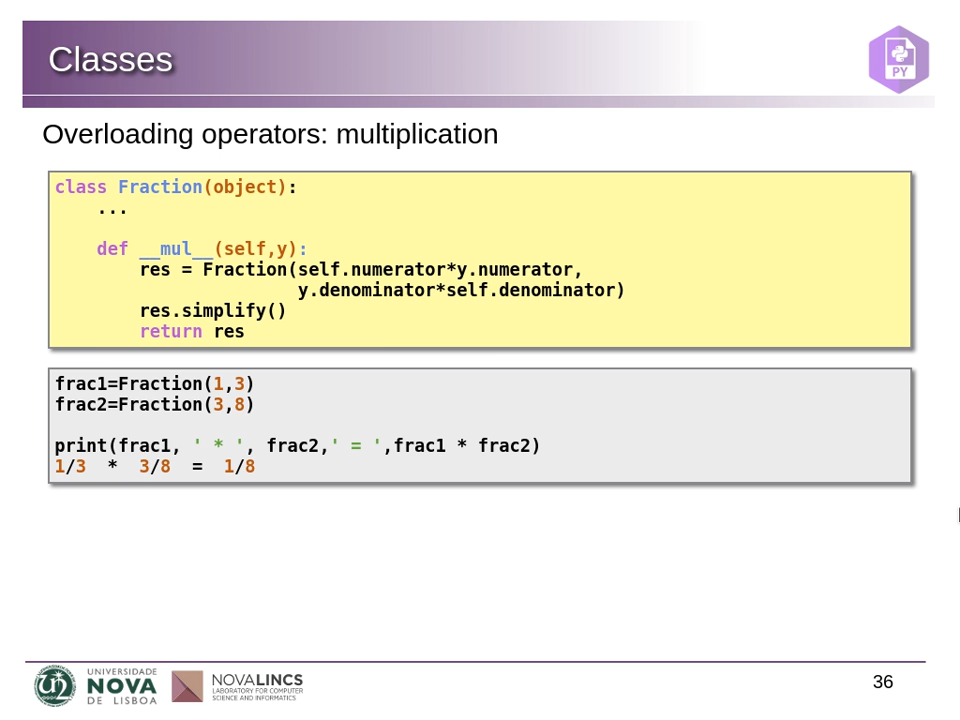 Classes
PY
Overloading operators: multiplication
class Fraction(object):
    ...
    def __mul__(self,y):
        res = Fraction(self.numerator*y.numerator,
                       y.denominator*self.denominator)
        res.simplify()
        return res
frac1=Fraction(1,3)
frac2=Fraction(3,8)
print(frac1, ' * ', frac2,' = ',frac1 * frac2)
1/3  *  3/8  =  1/8
UNIVERSIDADE
NOVA
DE LISBOA
NOVALINCS
LABORATORY FOR COMPUTER
SCIENCE AND INFORMATICS
36